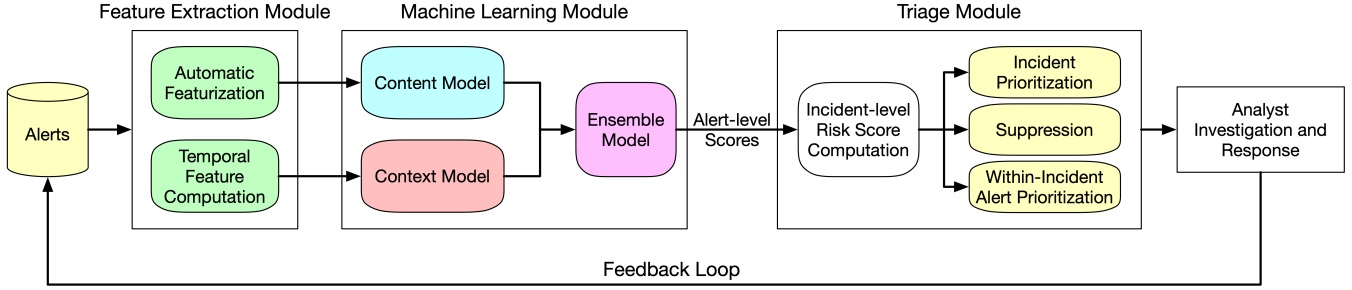 Feature Extraction Module
Machine Learning Module
Triage Module
Alerts
Automatic
Featurization
Temporal
Feature
Computation
Content Model
Context Model
Ensemble
Model
Alert-level
Scores
Incident-level
Risk Score
Computation
Incident
Prioritization
Suppression
Within-Incident
Alert Prioritization
Analyst
Investigation and
Response
Feedback Loop